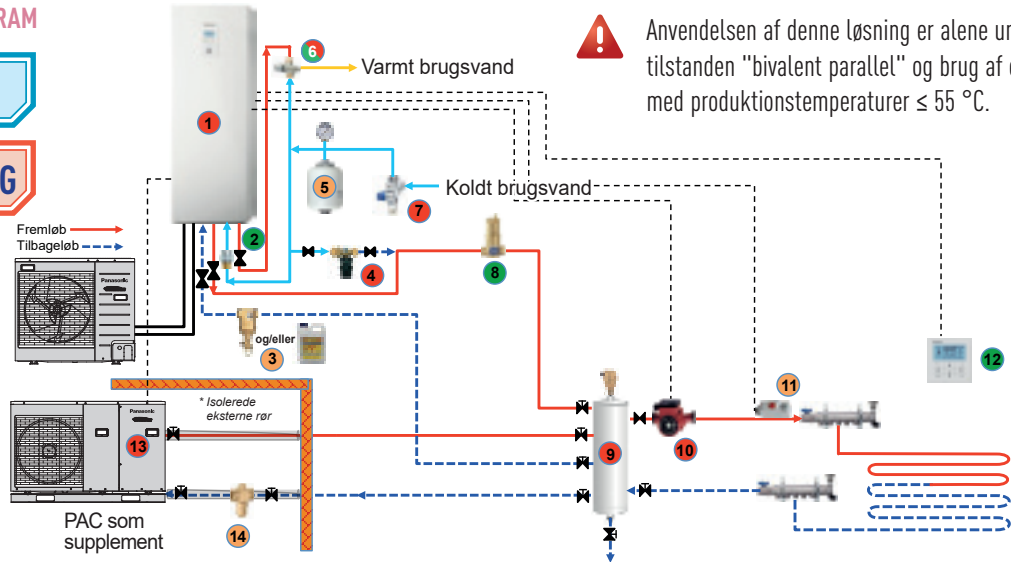 RAM
G
Anvendelsen af denne løsning er alene
tilstanden "bivalent parallel" og brug af
med produktionstemperaturer ≤ 55 °C.
6
Varmt brugsvand
1
5
Koldt brugsvand
7
Fremløb
Tilbageløb
2
4
8
Panasonic
og/eller
3
12
11
* Isolerede
eksterne rør
Panasonic
13
9
10
14
PAC som
supplement